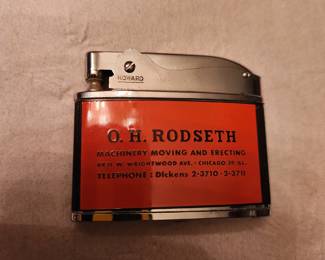 HOWARD
O. H. RODSETH
MACHINERY MOVING AND ERECTING
W. WRIGHTWOOD AVE. · CHICAGO 39 ILL.
TELEPHONE : Dickens 2-3710 - 2-3711